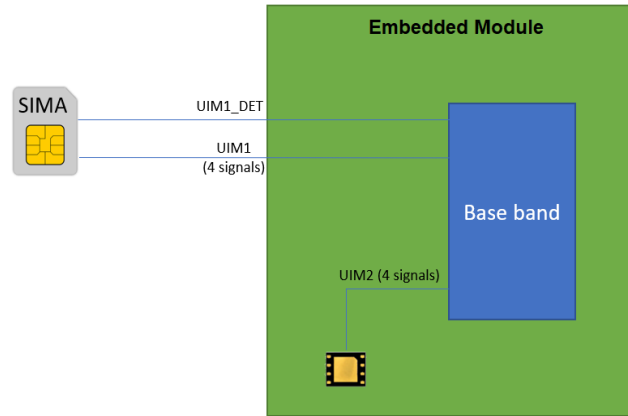 Embedded Module
SIMA
UIM1_DET
UIM1
(4 signals)
Base band
UIM2 (4 signals)